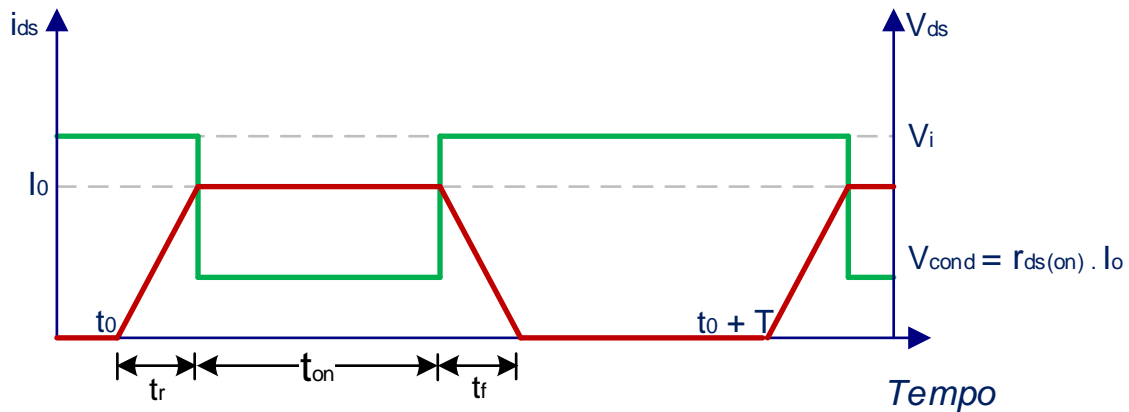 ids
Vds
Vi
I0
Vcond = rds(on) . Io
t0
t0 + T
tr
ton
tf
Tempo